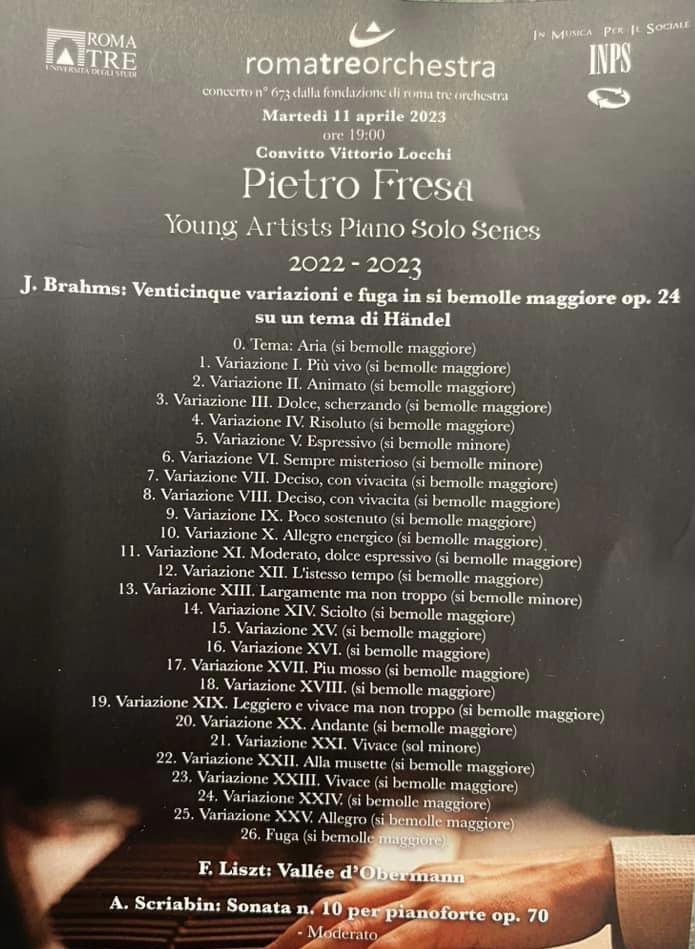 ROMA
TRE
UNIVERSITÀ DEGLI STUDI
In Musica Per Il Sociale
INPS
romatreorchestra
concerto n° 673 dalla fondazione di roma tre orchestra
Martedì 11 aprile 2023
ore 19:00
Convitto Vittorio Locchi
Pietro Fresa
Young Artists Piano Solo Series
2022 - 2023
J. Brahms: Venticinque variazioni e fuga in si bemolle maggiore op. 24
su un tema di Händel
0. Tema: Aria (si bemolle maggiore)
1. Variazione I. Più vivo (si bemolle maggiore)
2. Variazione II. Animato (si bemolle maggiore)
3. Variazione III. Dolce, scherzando (si bemolle maggiore)
4. Variazione IV. Risoluto (si bemolle maggiore)
5. Variazione V. Espressivo (si bemolle minore)
6. Variazione VI. Sempre misterioso (si bemolle minore)
7. Variazione VII. Deciso, con vivacita (si bemolle maggiore)
8. Variazione VIII. Deciso, con vivacita (si bemolle maggiore)
9. Variazione IX. Poco sostenuto (si bemolle maggiore)
10. Variazione X. Allegro energico (si bemolle maggiore)
11. Variazione XI. Moderato, dolce espressivo (si bemolle maggiore)
12. Variazione XII. L'istesso tempo (si bemolle maggiore)
13. Variazione XIII. Largamente ma non troppo (si bemolle minore)
14. Variazione XIV. Sciolto (si bemolle maggiore)
15. Variazione XV. (si bemolle maggiore)
16. Variazione XVI. (si bemolle maggiore)
17. Variazione XVII. Piu mosso (si bemolle maggiore)
18. Variazione XVIII. (si bemolle maggiore)
19. Variazione XIX. Leggiero e vivace ma non troppo (si bemolle maggiore)
20. Variazione XX. Andante (si bemolle maggiore)
21. Variazione XXI. Vivace (sol minore)
22. Variazione XXII. Alla musette (si bemolle maggiore)
23. Variazione XXIII. Vivace (si bemolle maggiore)
24. Variazione XXIV. (si bemolle maggiore)
25. Variazione XXV. Allegro (si bemolle maggiore)
26. Fuga (si bemolle maggiore)
F. Liszt: Vallée d'Obermann
A. Scriabin: Sonata n. 10 per pianoforte op. 70
- Moderato